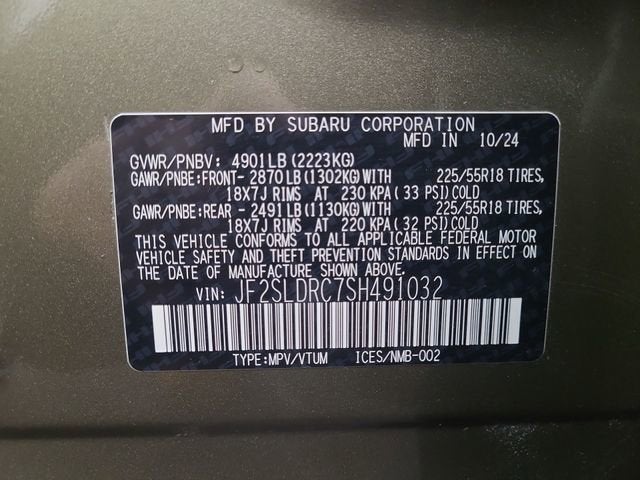 MFD BY SUBARU CORPORATION
MFD IN 10/24
GVWR/PNBV: 4901LB(2223KG)
GAWR/PNBE:FRONT- 2870LB(1302KG)WITH 225/55R18 TIRES,
18X7J RIMS AT 230 KPA(33 PSI)COLD
GAWR/PNBE:REAR - 2491LB(1130KG)WITH 225/55R18 TIRES,
18X7J RIMS AT 220 KPA(32 PSI)COLD
THIS VEHICLE CONFORMS TO ALL APPLICABLE FEDERAL MOTOR
VEHICLE SAFETY AND THEFT PREVENTION STANDARDS IN EFFECT
ON THE DATE OF MANUFACTURE SHOWN ABOVE.
VIN: JF2SLDRC7SH491032
TYPE:MPV/VTUM ICES/NMB-002